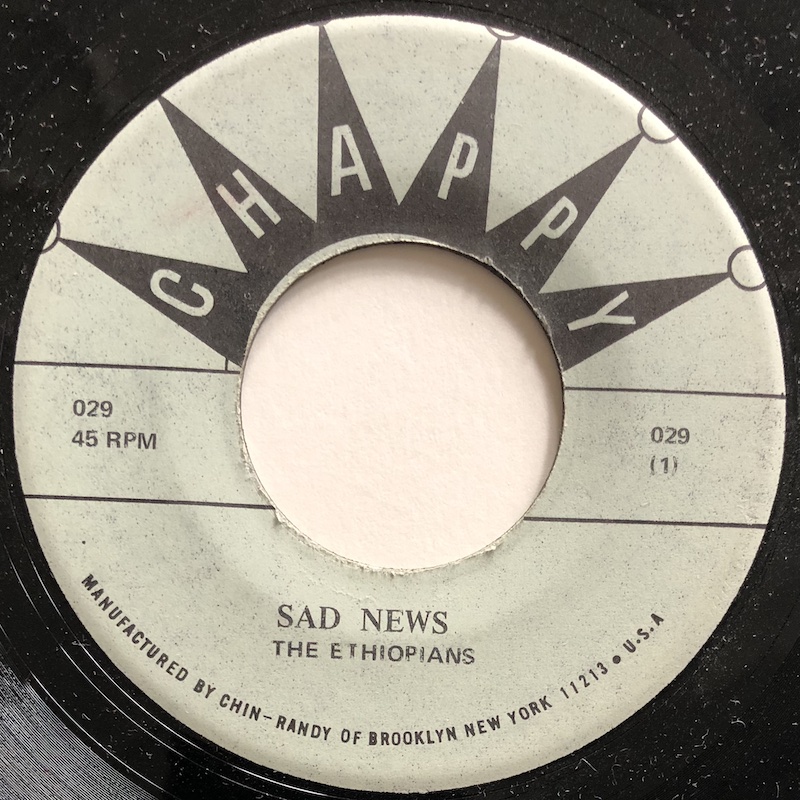 CHAPPY
029
45 RPM
029
(1)
SAD NEWS
THE ETHIOPIANS
MANUFACTURED BY CHIN-RANDY OF BROOKLYN NEW YORK 11213 • U.S.A